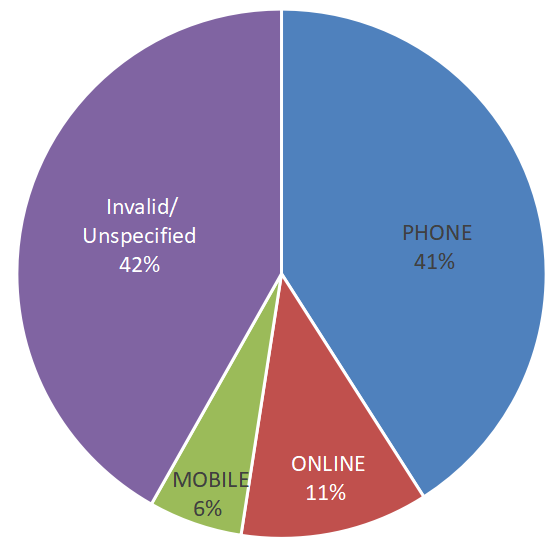 Invalid/
Unspecified
42%
PHONE
41%
ONLINE
11%
MOBILE
6%